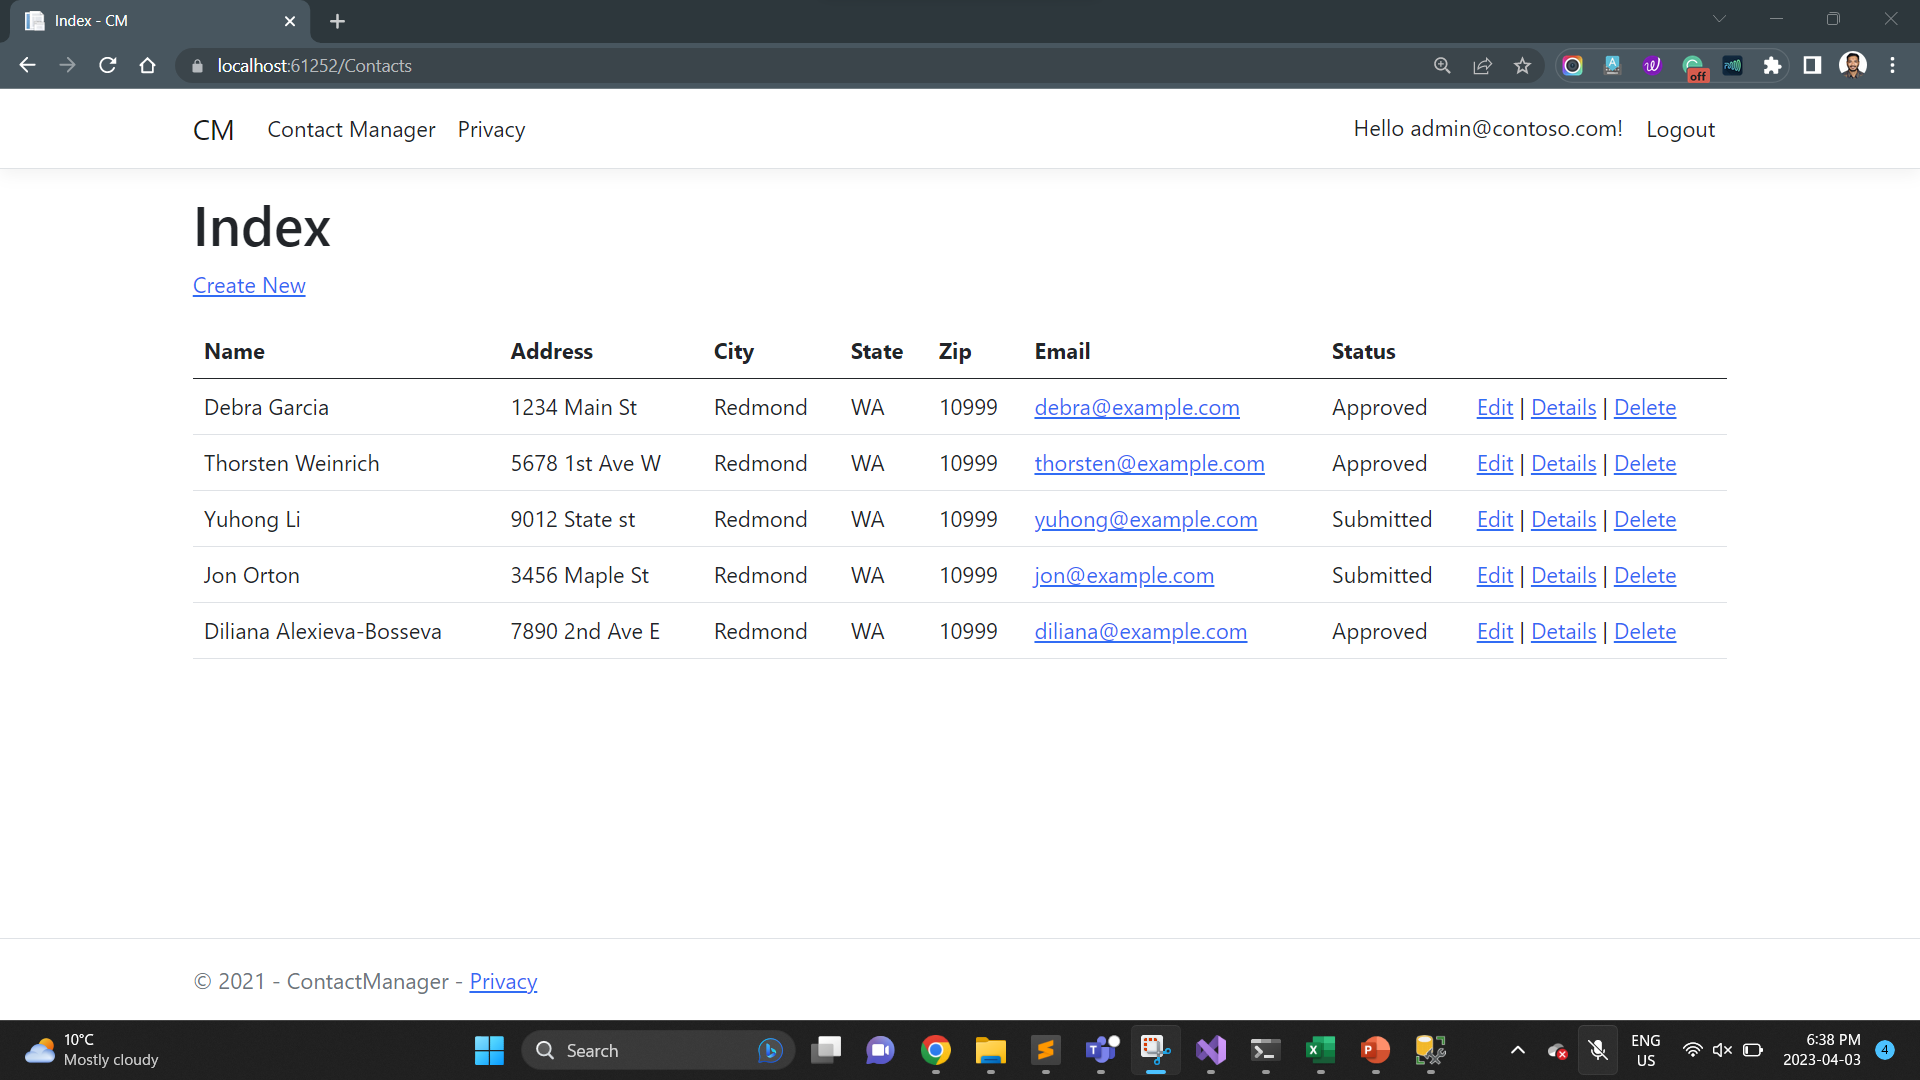 Index - CM
localhost:61252/Contacts
off
CM Contact Manager Privacy Hello admin@contoso.com! Logout
Index
Create New
Name Address City State Zip Email Status
Debra Garcia 1234 Main St Redmond WA 10999 debra@example.com Approved Edit | Details | Delete
Thorsten Weinrich 5678 1st Ave W Redmond WA 10999 thorsten@example.com Approved Edit | Details | Delete
Yuhong Li 9012 State st Redmond WA 10999 yuhong@example.com Submitted Edit | Details | Delete
Jon Orton 3456 Maple St Redmond WA 10999 jon@example.com Submitted Edit | Details | Delete
Diliana Alexieva-Bosseva 7890 2nd Ave E Redmond WA 10999 diliana@example.com Approved Edit | Details | Delete
© 2021 - ContactManager - Privacy
10°C
Mostly cloudy
Search
ENG
US
6:38 PM
2023-04-03
4